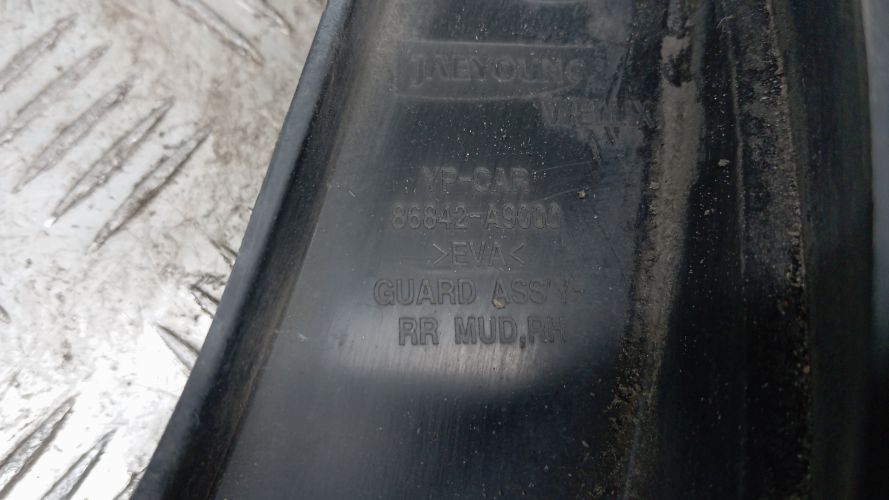 JAEYOUNG
YP-CAR
86842-A9000
>EVA<
GUARD ASS'Y-
RR MUD,RH